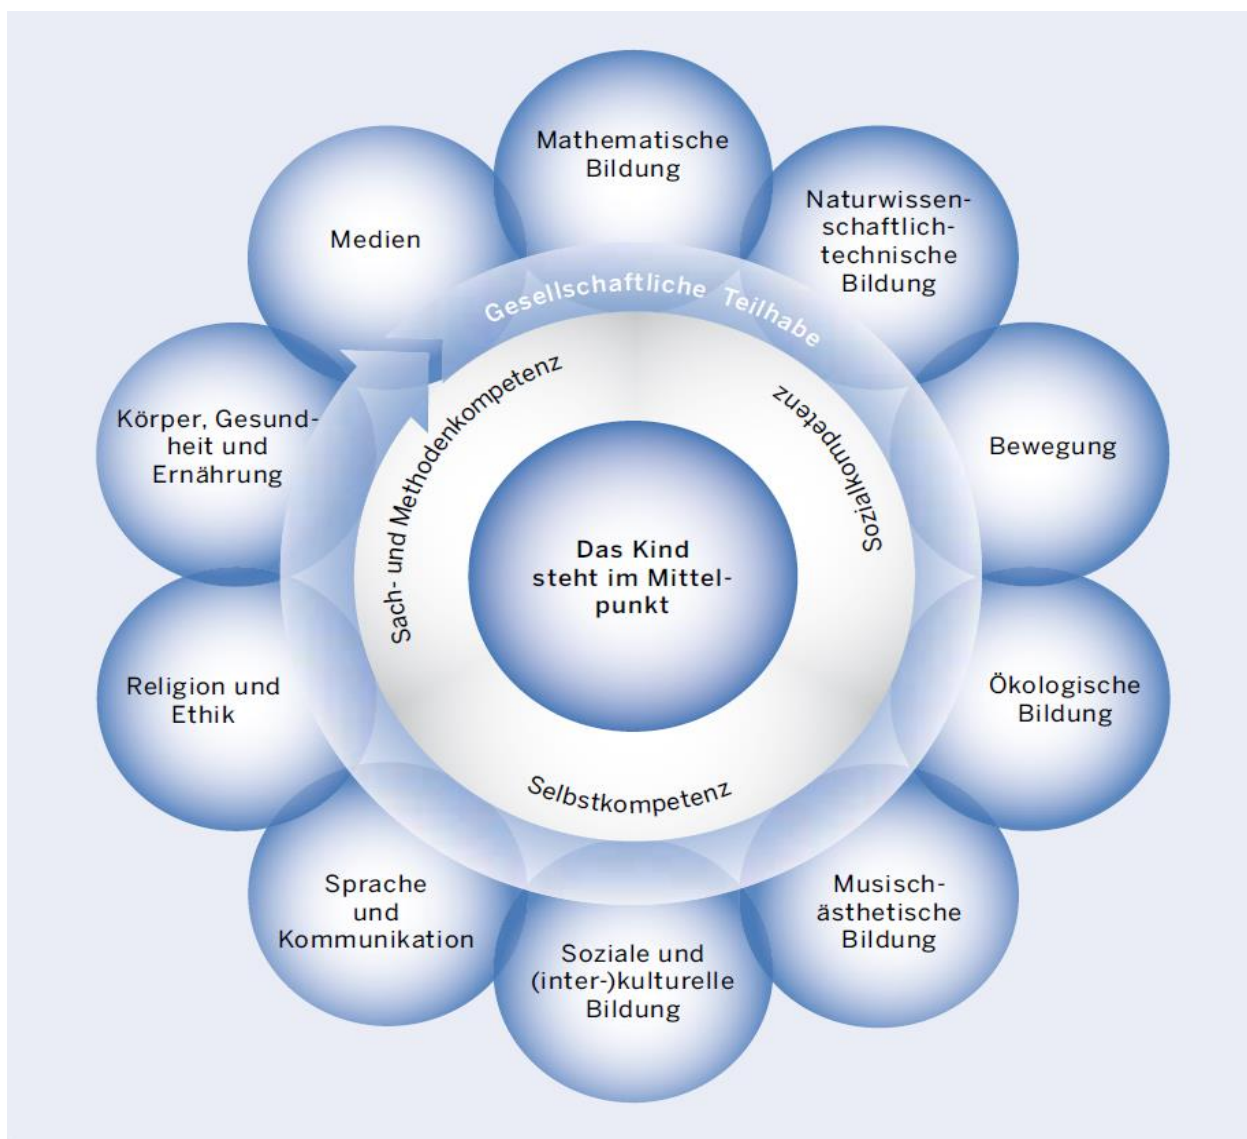 Mathematische
Bildung
Naturwissen-
schaftlich-
technische
Bildung
Medien
Gesellschaftliche Teilhabe
Sach- und Methodenkompetenz
Sozialkompetenz
Körper, Gesund-
heit und
Ernährung
Bewegung
Das Kind
steht im Mittel-
punkt
Religion und
Ethik
Ökologische
Bildung
Selbstkompetenz
Sprache
und
Kommunikation
Musisch-
ästhetische
Bildung
Soziale und
(inter-)kulturelle
Bildung